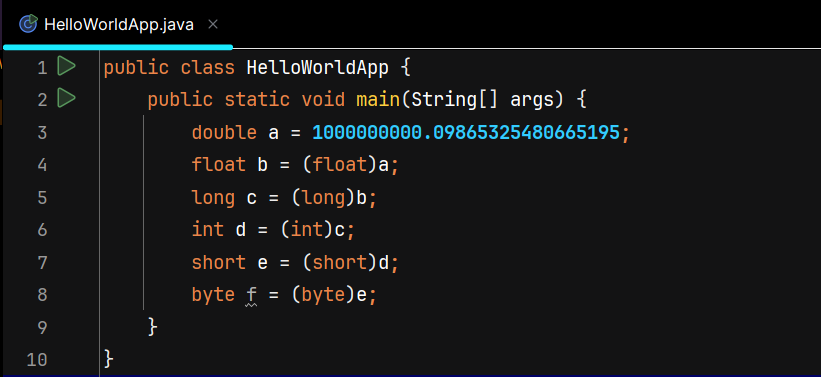 HelloWorldApp.java ×
1 public class HelloWorldApp {
2     public static void main(String[] args) {
3         double a = 1000000000.09865325480665195;
4         float b = (float)a;
5         long c = (long)b;
6         int d = (int)c;
7         short e = (short)d;
8         byte f = (byte)e;
9     }
10 }